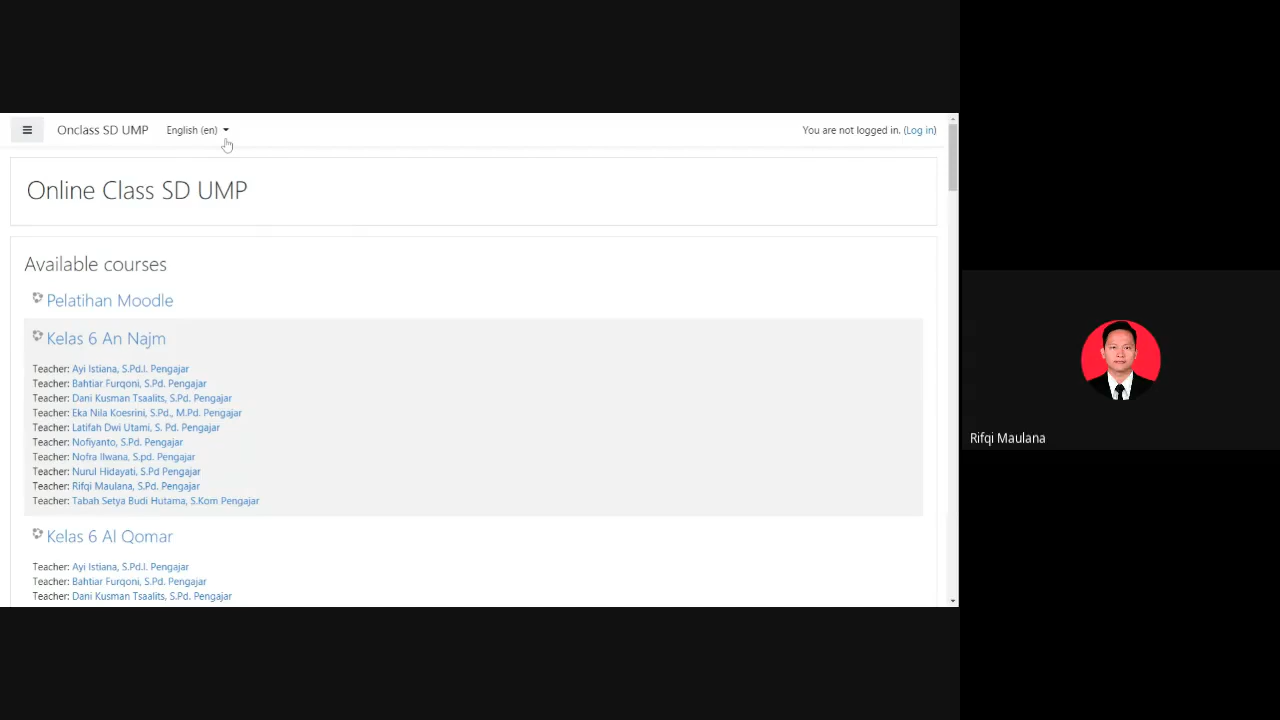 Onclass SD UMP English (en) You are not logged in. (Log in)
Online Class SD UMP
Available courses
Pelatihan Moodle
Kelas 6 An Najm
Teacher: Ayi Istiana, S.Pd.I. Pengajar
Teacher: Bahtiar Furqoni, S.Pd. Pengajar
Teacher: Dani Kusman Tsaalits, S.Pd. Pengajar
Teacher: Eka Nila Koesrini, S.Pd., M.Pd. Pengajar
Teacher: Latifah Dwi Utami, S. Pd. Pengajar
Teacher: Nofiyanto, S.Pd. Pengajar
Teacher: Nofra Ilwana, S.pd. Pengajar
Teacher: Nurul Hidayati, S.Pd Pengajar
Teacher: Rifqi Maulana, S.Pd. Pengajar
Teacher: Tabah Setya Budi Hutama, S.Kom Pengajar
Kelas 6 Al Qomar
Teacher: Ayi Istiana, S.Pd.I. Pengajar
Teacher: Bahtiar Furqoni, S.Pd. Pengajar
Teacher: Dani Kusman Tsaalits, S.Pd. Pengajar
Rifqi Maulana